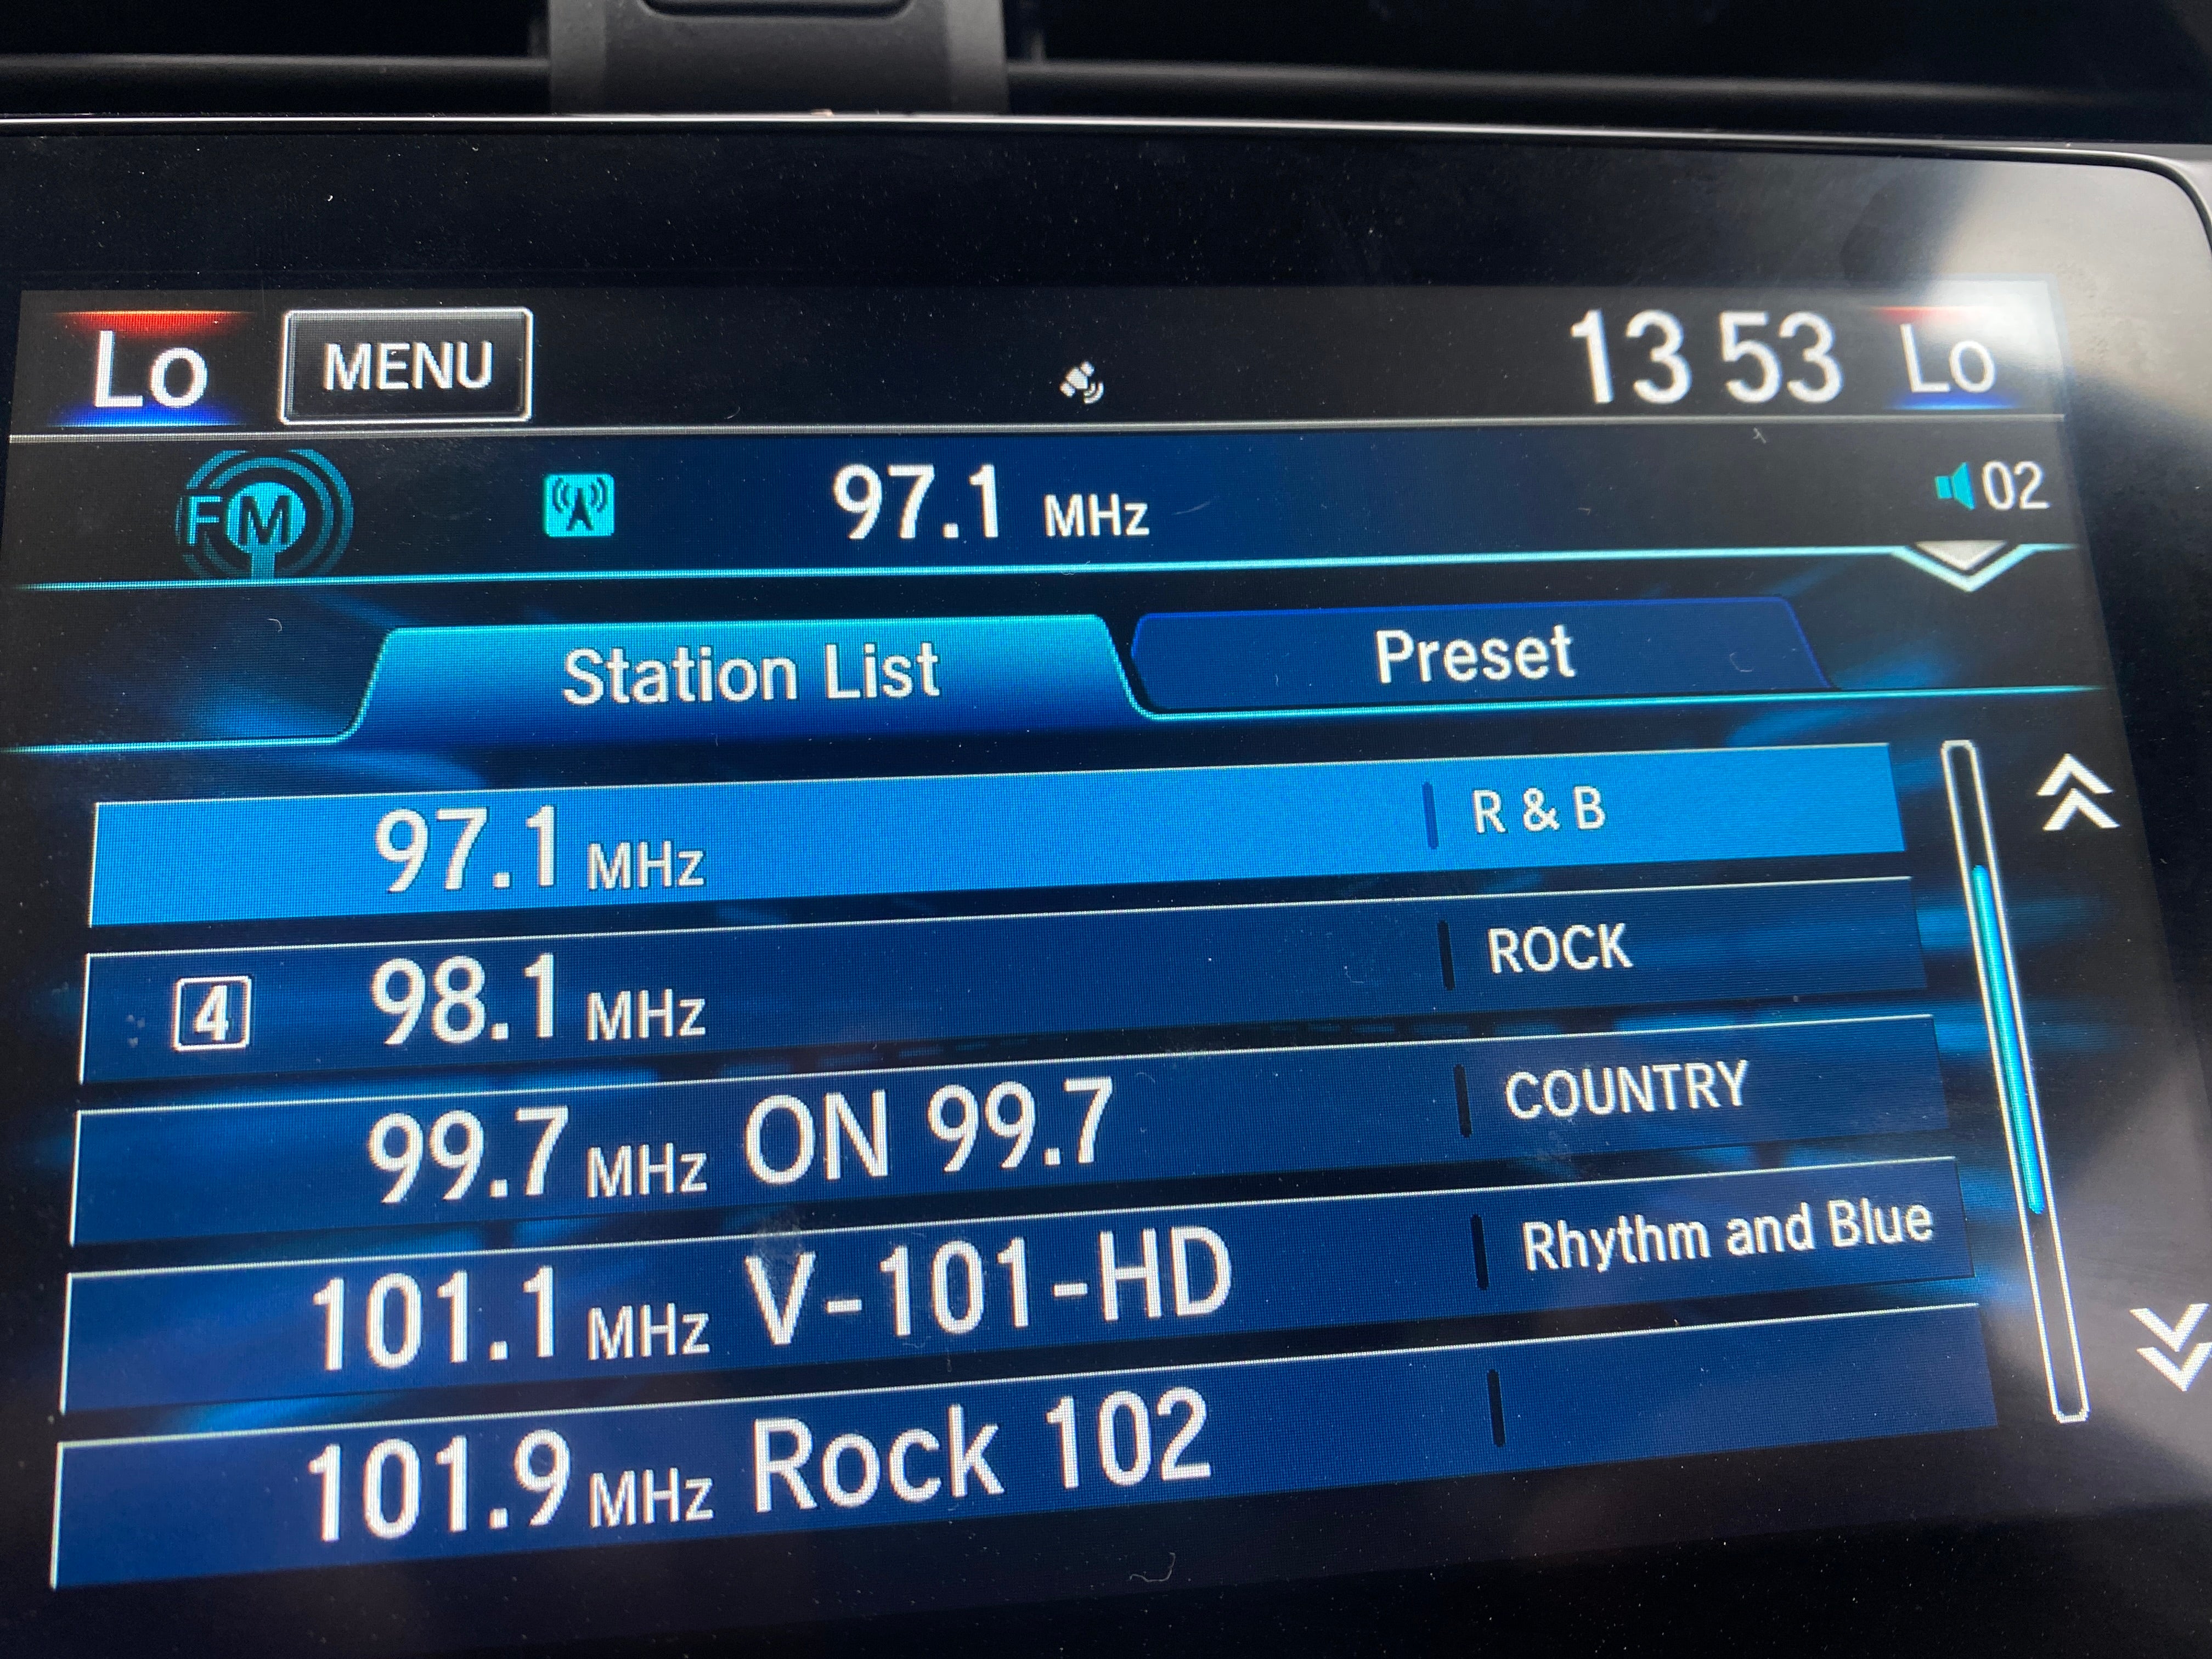 Lo MENU 13 53 Lo
FM 97.1 MHz 02
Station List Preset
97.1 MHz R & B
4 98.1 MHz ROCK
99.7 MHz ON 99.7 COUNTRY
101.1 MHz V-101-HD Rhythm and Blue
101.9 MHz Rock 102